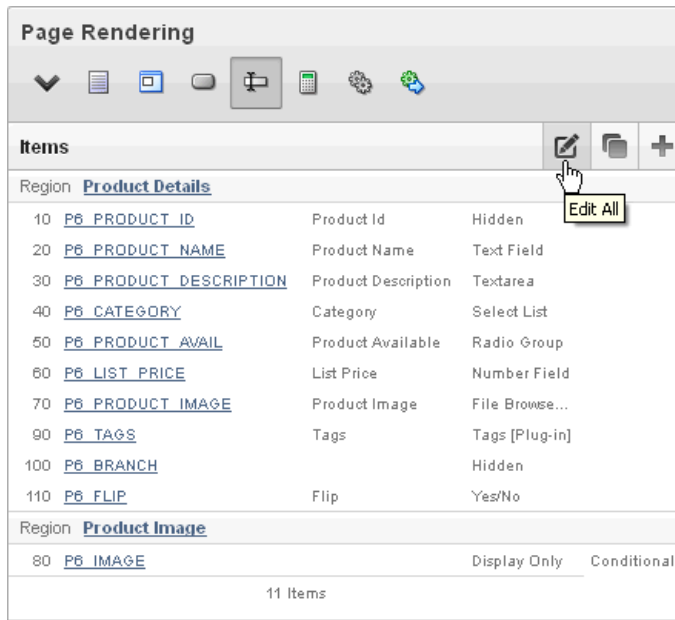 Page Rendering
Items
Edit All
Region Product Details
10 P6_PRODUCT_ID Product Id Hidden
20 P6_PRODUCT_NAME Product Name Text Field
30 P6_PRODUCT_DESCRIPTION Product Description Textarea
40 P6_CATEGORY Category Select List
50 P6_PRODUCT_AVAIL Product Available Radio Group
60 P6_LIST_PRICE List Price Number Field
70 P6_PRODUCT_IMAGE Product Image File Browse...
90 P6_TAGS Tags Tags [Plug-in]
100 P6_BRANCH Hidden
110 P6_FLIP Flip Yes/No
Region Product Image
80 P6_IMAGE Display Only Conditional
11 Items